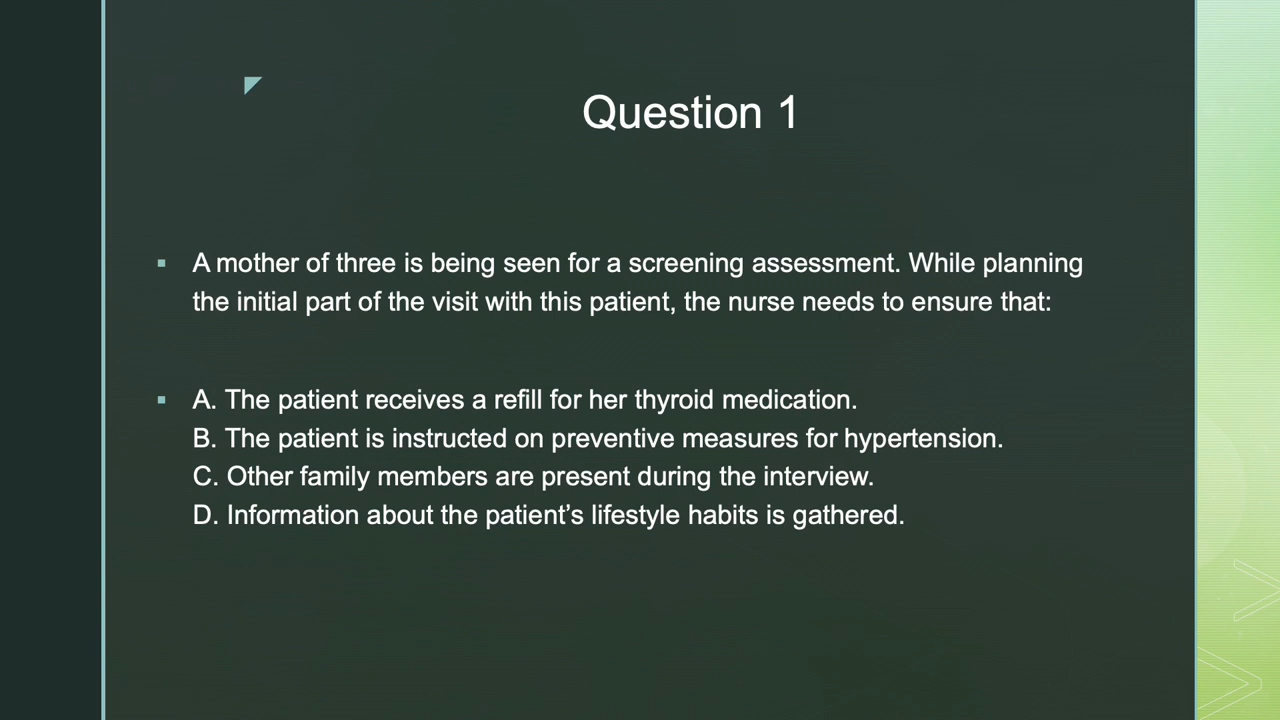 Question 1
▪ A mother of three is being seen for a screening assessment. While planning
the initial part of the visit with this patient, the nurse needs to ensure that:
▪ A. The patient receives a refill for her thyroid medication.
B. The patient is instructed on preventive measures for hypertension.
C. Other family members are present during the interview.
D. Information about the patient’s lifestyle habits is gathered.